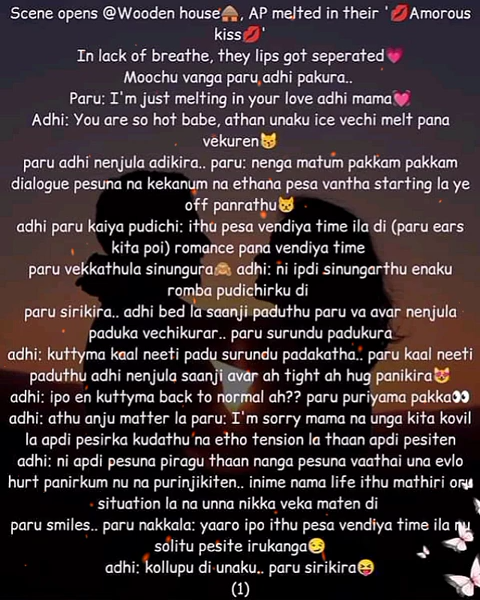 Scene opens @Wooden house🛖, AP melted in their '💋Amorous
kiss💋'
In lack of breathe, they lips got seperated💗
Moochu vanga paru adhi pakura..
Paru: I'm just melting in your love adhi mama💓
Adhi: You are so hot babe, athan unaku ice vechi melt pana
vekuren😼
paru adhi nenjula adikira.. paru: nenga matum pakkam pakkam
dialogue pesuna na kekanum na ethana pesa vantha starting la ye
off panrathu😼
adhi paru kaiya pudichi: ithu pesa vendiya time ila di (paru ears
kita poi) romance pana vendiya time
paru vekkathula sinungura🙈 adhi: ni ipdi sinungarthu enaku
romba pudichirku di
paru sirikira.. adhi bed la saanji paduthu paru va avar nenjula
paduka vechikurar.. paru surundu padukura
adhi: kuttyma kaal neeti padu surundu padakatha.. paru kaal neeti
paduthu adhi nenjula saanji avar ah tight ah hug panikira😻
adhi: ipo en kuttyma back to normal ah?? paru puriyama pakka👀
adhi: athu anju matter la paru: I'm sorry mama na unga kita kovil
la apdi pesirka kudathu na etho tension la thaan apdi pesiten
adhi: ni apdi pesuna piragu thaan nanga pesuna vaathai una evlo
hurt panirkum nu na purinjikiten.. inime nama life ithu mathiri oru
situation la na unna nikka veka maten di
paru smiles.. paru nakkala: yaaro ipo ithu pesa vendiya time ila nu
solitu pesite irukanga😏
adhi: kollupu di unaku.. paru sirikira😝
(1)